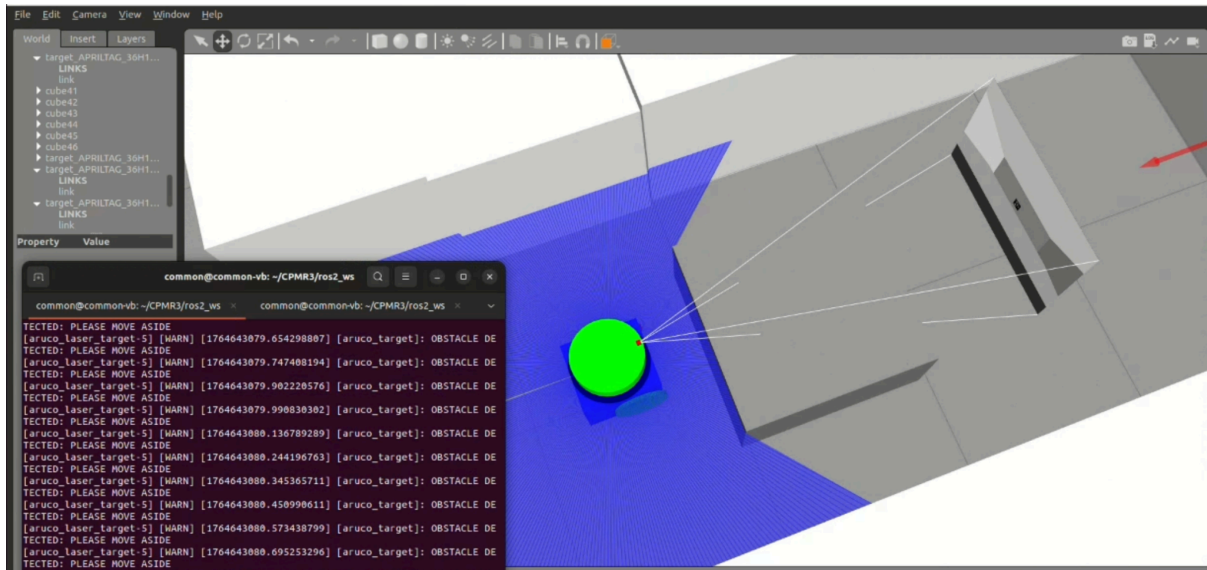 File Edit Camera View Window Help
World Insert Layers
target_APRILTAG_36H1...
LINKS
link
cube41
cube42
cube43
cube44
cube45
cube46
target_APRILTAG_36H1...
target_APRILTAG_36H1...
LINKS
link
target_APRILTAG_36H1...
LINKS
link
Property Value
common@common-vb: ~/CPMR3/ros2_ws
common@common-vb: ~/CPMR3/ros2_ws × common@common-vb: ~/CPMR3/ros2_ws ×
TECTED: PLEASE MOVE ASIDE
[aruco_laser_target-5] [WARN] [1764643079.654298807] [aruco_target]: OBSTACLE DE
TECTED: PLEASE MOVE ASIDE
[aruco_laser_target-5] [WARN] [1764643079.747408194] [aruco_target]: OBSTACLE DE
TECTED: PLEASE MOVE ASIDE
[aruco_laser_target-5] [WARN] [1764643079.902220576] [aruco_target]: OBSTACLE DE
TECTED: PLEASE MOVE ASIDE
[aruco_laser_target-5] [WARN] [1764643079.990830302] [aruco_target]: OBSTACLE DE
TECTED: PLEASE MOVE ASIDE
[aruco_laser_target-5] [WARN] [1764643080.136789289] [aruco_target]: OBSTACLE DE
TECTED: PLEASE MOVE ASIDE
[aruco_laser_target-5] [WARN] [1764643080.244196763] [aruco_target]: OBSTACLE DE
TECTED: PLEASE MOVE ASIDE
[aruco_laser_target-5] [WARN] [1764643080.345365711] [aruco_target]: OBSTACLE DE
TECTED: PLEASE MOVE ASIDE
[aruco_laser_target-5] [WARN] [1764643080.450990611] [aruco_target]: OBSTACLE DE
TECTED: PLEASE MOVE ASIDE
[aruco_laser_target-5] [WARN] [1764643080.573438799] [aruco_target]: OBSTACLE DE
TECTED: PLEASE MOVE ASIDE
[aruco_laser_target-5] [WARN] [1764643080.695253296] [aruco_target]: OBSTACLE DE
TECTED: PLEASE MOVE ASIDE